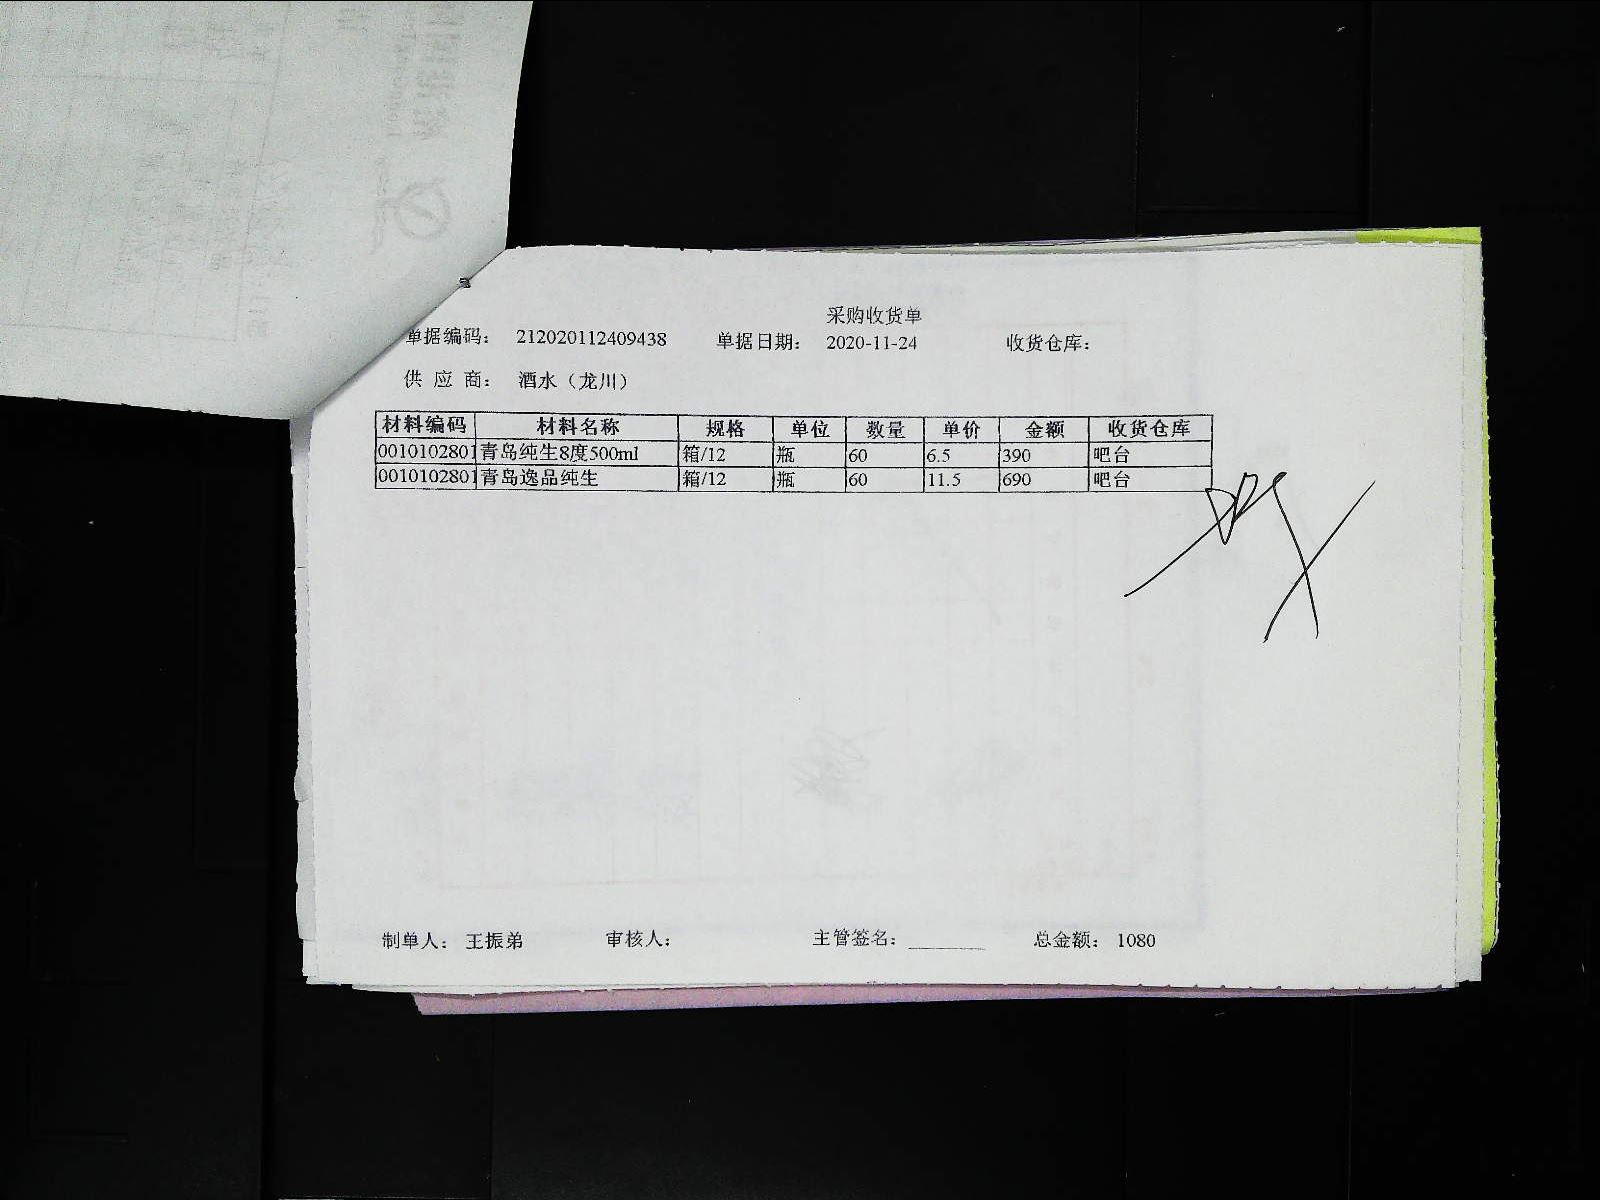 采购收货单
单据编码： 212020112409438 单据日期： 2020-11-24 收货仓库：
供 应 商： 酒水（龙川）
材料编码 材料名称 规格 单位 数量 单价 金额 收货仓库
0010102801 青岛纯生8度500ml 箱/12 瓶 60 6.5 390 吧台
0010102801 青岛逸品纯生 箱/12 瓶 60 11.5 690 吧台
制单人： 王振弟 审核人： 主管签名： 总金额： 1080